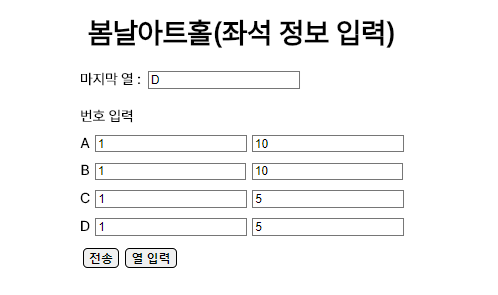 봄날아트홀(좌석 정보 입력)
마지막 열 : D
번호 입력
A 1 10
B 1 10
C 1 5
D 1 5
전송 열 입력